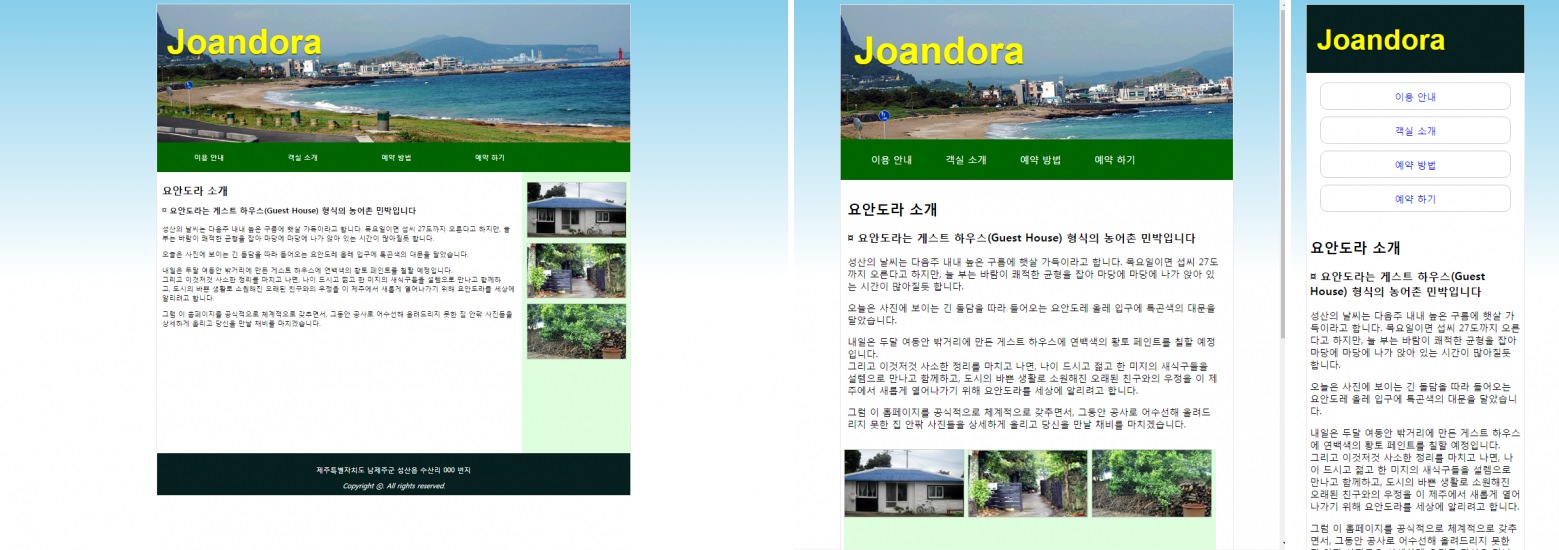 Joandora
이용 안내
객실 소개
예약 방법
예약 하기
요안도라 소개
¤ 요안도라는 게스트 하우스(Guest House) 형식의 농어촌 민박입니다
성산의 날씨는 다음주 내내 높은 구름에 햇살 가득이라고 합니다. 목요일이면 섭씨 27도까지 오른다고 하지만, 늘
부는 바람이 쾌적한 균형을 잡아 마당에 마당에 나가 앉아 있는 시간이 많아질듯 합니다.
오늘은 사진에 보이는 긴 돌담을 따라 들어오는 요안도레 올레 입구에 특곤색의 대문을 달았습니다.
내일은 두달 여동안 밖거리에 만든 게스트 하우스에 연백색의 황토 페인트를 칠할 예정입니다.
그리고 이것저것 사소한 정리를 마치고 나면, 나이 드시고 젊고 한 미지의 새식구들을 설렘으로 만나고 함께하
고, 도시의 바쁜 생활로 소원해진 오래된 친구와의 우정을 이 제주에서 새롭게 열어나가기 위해 요안도라를 세상에
알리려고 합니다.
그럼 이 홈페이지를 공식적으로 체계적으로 갖추면서, 그동안 공사로 어수선해 올려드리지 못한 집 안팎 사진들을
상세하게 올리고 당신을 만날 채비를 마치겠습니다.
제주특별자치도 남제주군 성산읍 수산리 000 번지
Copyright ⓒ. All rights reserved.
Joandora
이용 안내
객실 소개
예약 방법
예약 하기
요안도라 소개
¤ 요안도라는 게스트 하우스(Guest House) 형식의 농어촌 민박입니다
성산의 날씨는 다음주 내내 높은 구름에 햇살 가득이라고 합니다. 목요일이면 섭씨 27도
까지 오른다고 하지만, 늘 부는 바람이 쾌적한 균형을 잡아 마당에 마당에 나가 앉아 있
는 시간이 많아질듯 합니다.
오늘은 사진에 보이는 긴 돌담을 따라 들어오는 요안도레 올레 입구에 특곤색의 대문을
달았습니다.
내일은 두달 여동안 밖거리에 만든 게스트 하우스에 연백색의 황토 페인트를 칠할 예정
입니다.
그리고 이것저것 사소한 정리를 마치고 나면, 나이 드시고 젊고 한 미지의 새식구들을
설렘으로 만나고 함께하고, 도시의 바쁜 생활로 소원해진 오래된 친구와의 우정을 이 제
주에서 새롭게 열어나가기 위해 요안도라를 세상에 알리려고 합니다.
그럼 이 홈페이지를 공식적으로 체계적으로 갖추면서, 그동안 공사로 어수선해 올려드
리지 못한 집 안팎 사진들을 상세하게 올리고 당신을 만날 채비를 마치겠습니다.
Joandora
이용 안내
객실 소개
예약 방법
예약 하기
요안도라 소개
¤ 요안도라는 게스트 하우스(Guest
House) 형식의 농어촌 민박입니다
성산의 날씨는 다음주 내내 높은 구름에 햇살 가
득이라고 합니다. 목요일이면 섭씨 27도까지 오른
다고 하지만, 늘 부는 바람이 쾌적한 균형을 잡아
마당에 마당에 나가 앉아 있는 시간이 많아질듯
합니다.
오늘은 사진에 보이는 긴 돌담을 따라 들어오는
요안도레 올레 입구에 특곤색의 대문을 달았습니
다.
내일은 두달 여동안 밖거리에 만든 게스트 하우스
에 연백색의 황토 페인트를 칠할 예정입니다.
그리고 이것저것 사소한 정리를 마치고 나면, 나
이 드시고 젊고 한 미지의 새식구들을 설렘으로
만나고 함께하고, 도시의 바쁜 생활로 소원해진
오래된 친구와의 우정을 이 제주에서 새롭게 열어
나가기 위해 요안도라를 세상에 알리려고 합니다.
그럼 이 홈페이지를 공식적으로 체계적으로 갖추
면서, 그동안 공사로 어수선해 올려드리지 못한